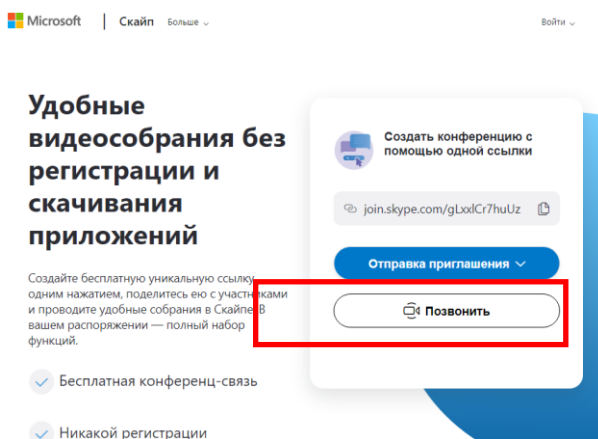 Microsoft
Скайп
Больше
Войти
Удобные
видеособрания без
регистрации и
скачивания
приложений
Создайте бесплатную уникальную ссылку
одним нажатием, поделитесь ею с участниками
и проводите удобные собрания в Скайпе. В
вашем распоряжении — полный набор
функций.
Бесплатная конференц-связь
Никакой регистрации
Создать конференцию с
помощью одной ссылки
join.skype.com/gLxxlCr7huUz
Отправка приглашения
Позвонить